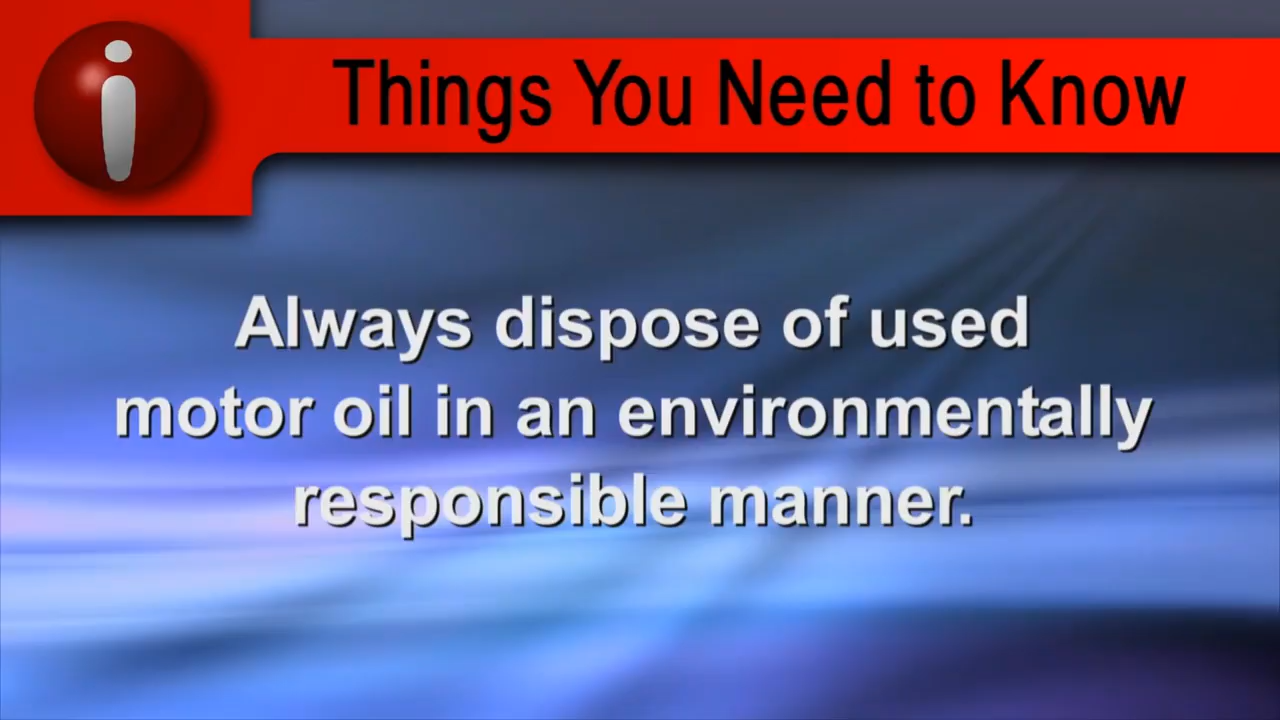 Things You Need to Know
Always dispose of used
motor oil in an environmentally
responsible manner.